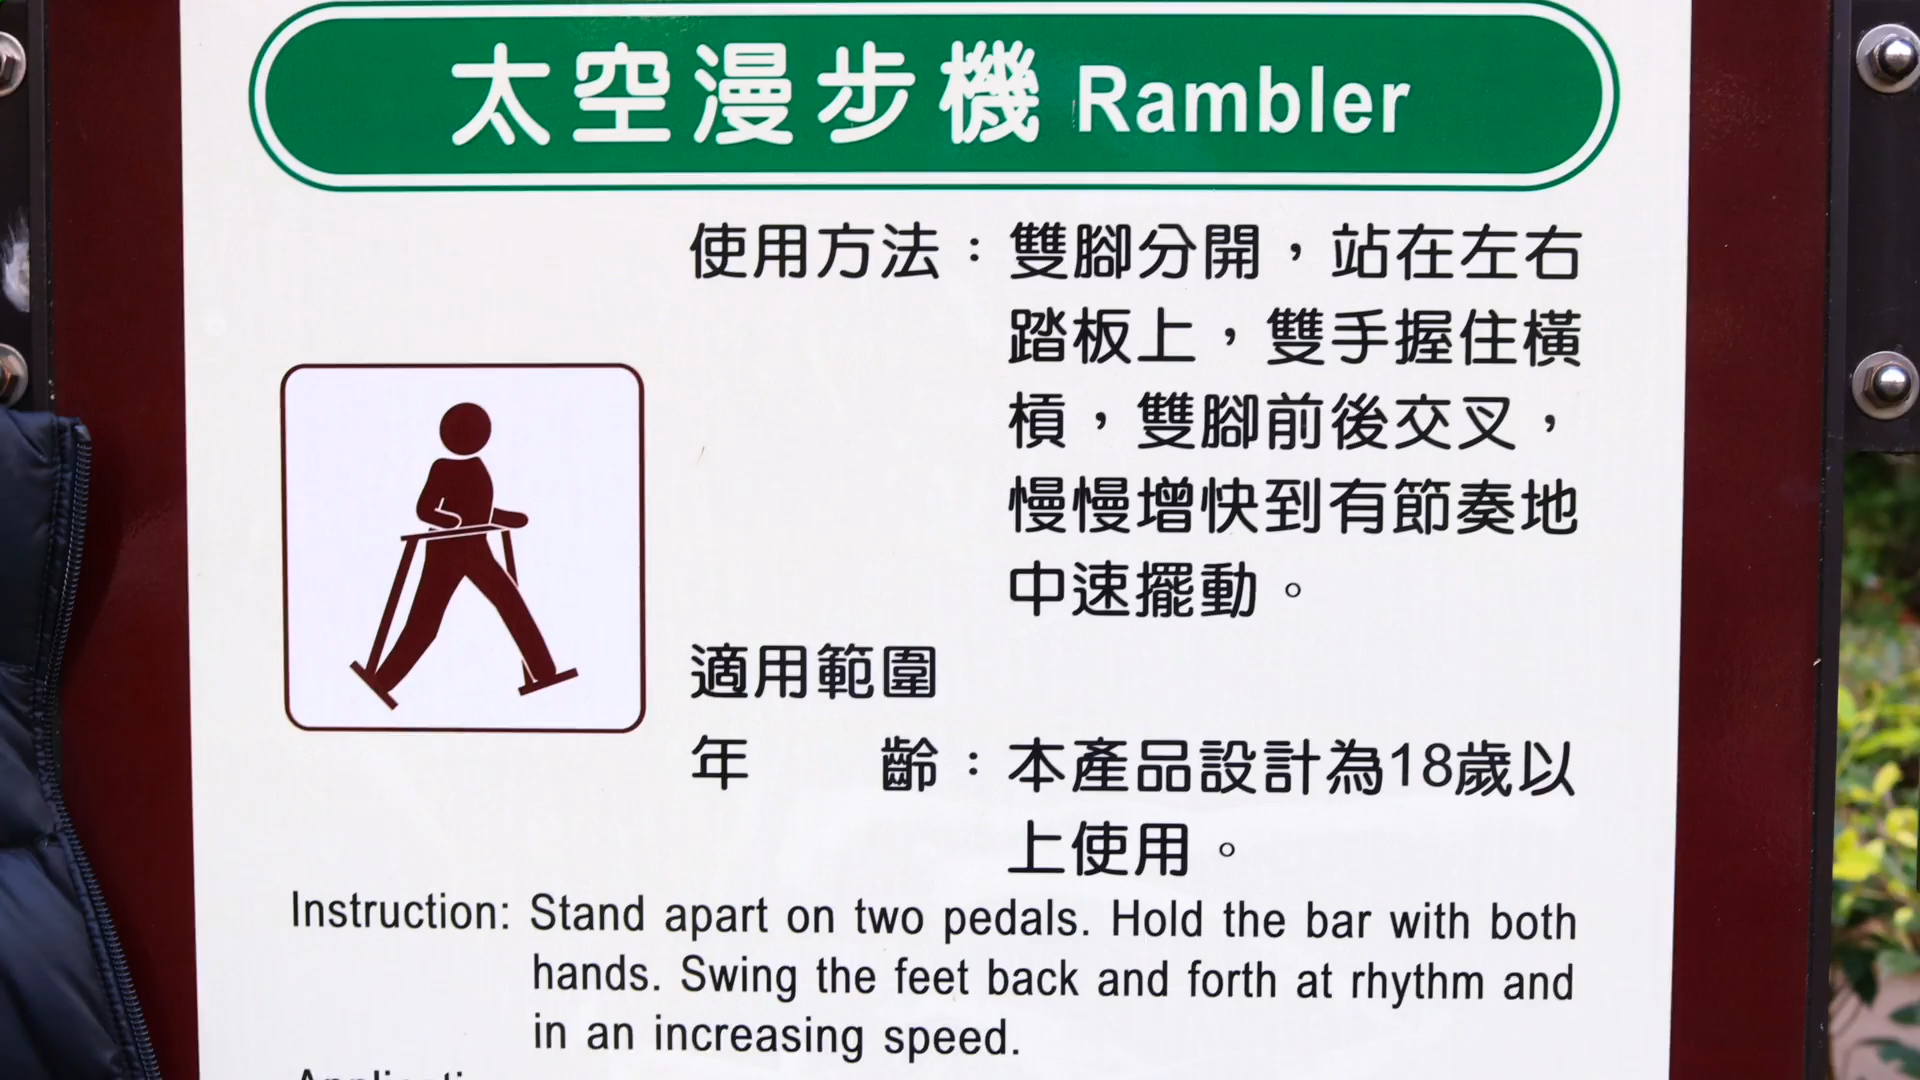 太空漫步機 Rambler
使用方法：雙腳分開，站在左右
踏板上，雙手握住橫
槓，雙腳前後交叉，
慢慢增快到有節奏地
中速擺動。
適用範圍
年　　齡：本產品設計為18歲以
上使用。
Instruction: Stand apart on two pedals. Hold the bar with both
hands. Swing the feet back and forth at rhythm and
in an increasing speed.